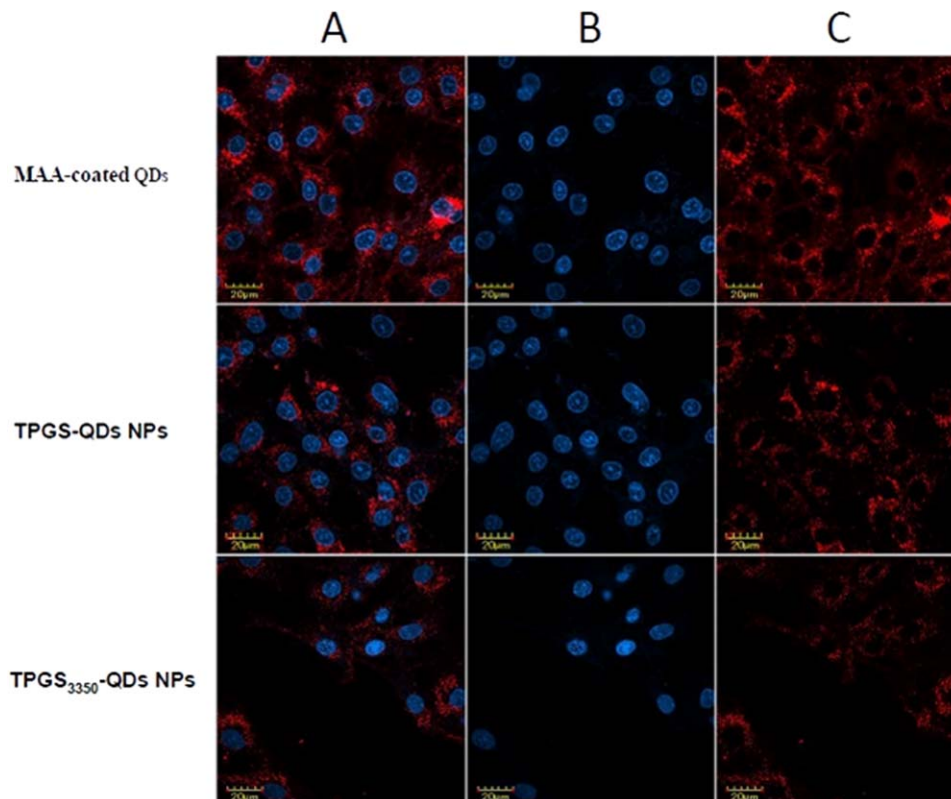 A B C
MAA-coated QDs
20µm 20µm 20µm
TPGS-QDs NPs
20µm 20µm 20µm
TPGS₃₃₅₀-QDs NPs
20µm 20µm 20µm